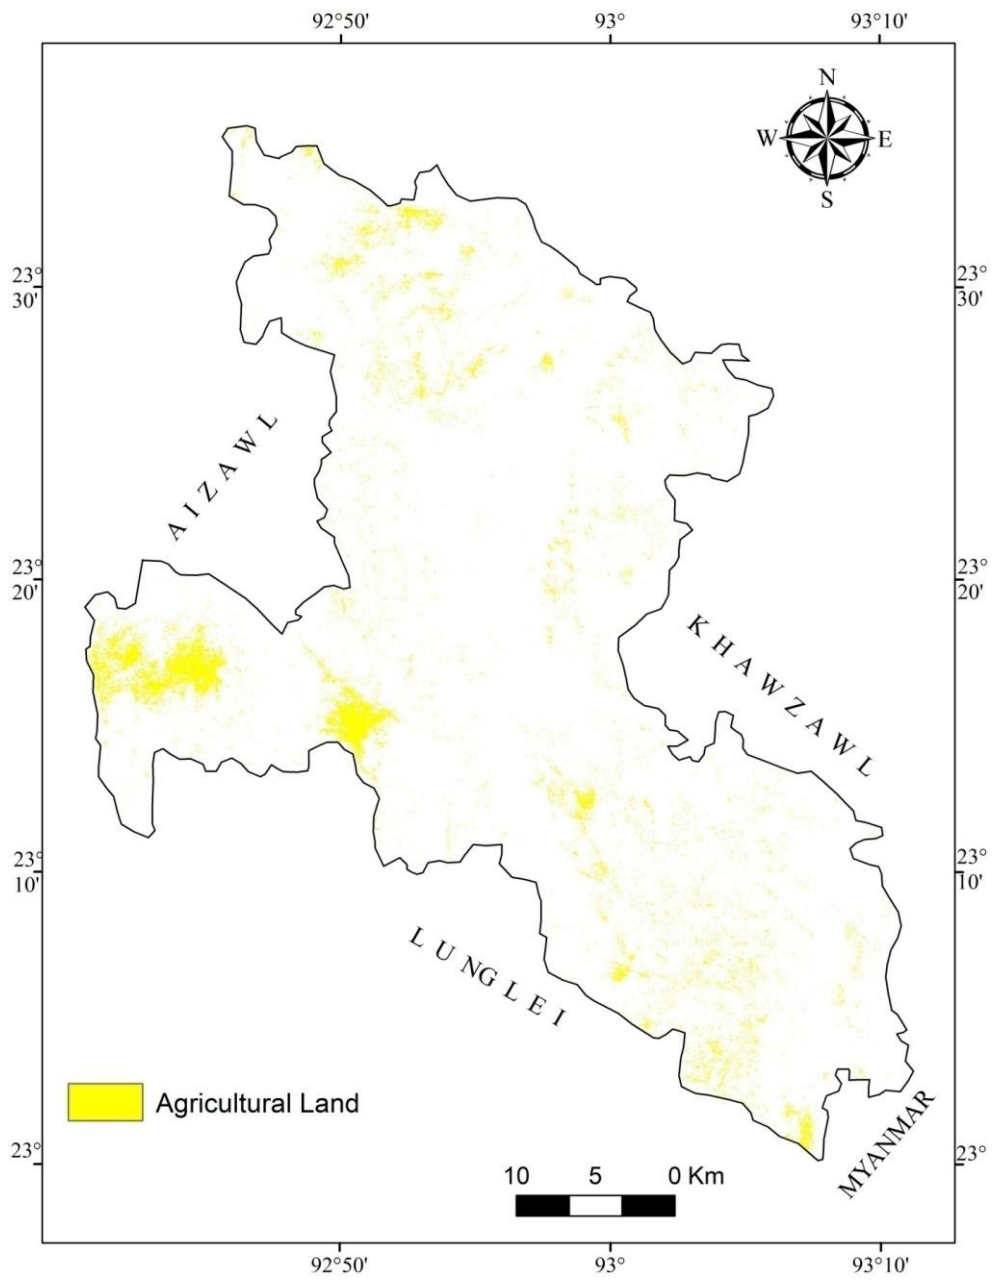 92°50' 93° 93°10'
N
W E
S
23° 23°
30' 30'
AIZAWL
23° 23°
20' 20'
KHAWZAWL
23° 23°
10' 10'
LUNGLEI
Agricultural Land
MYANMAR
23° 23°
10 5 0 Km
92°50' 93° 93°10'